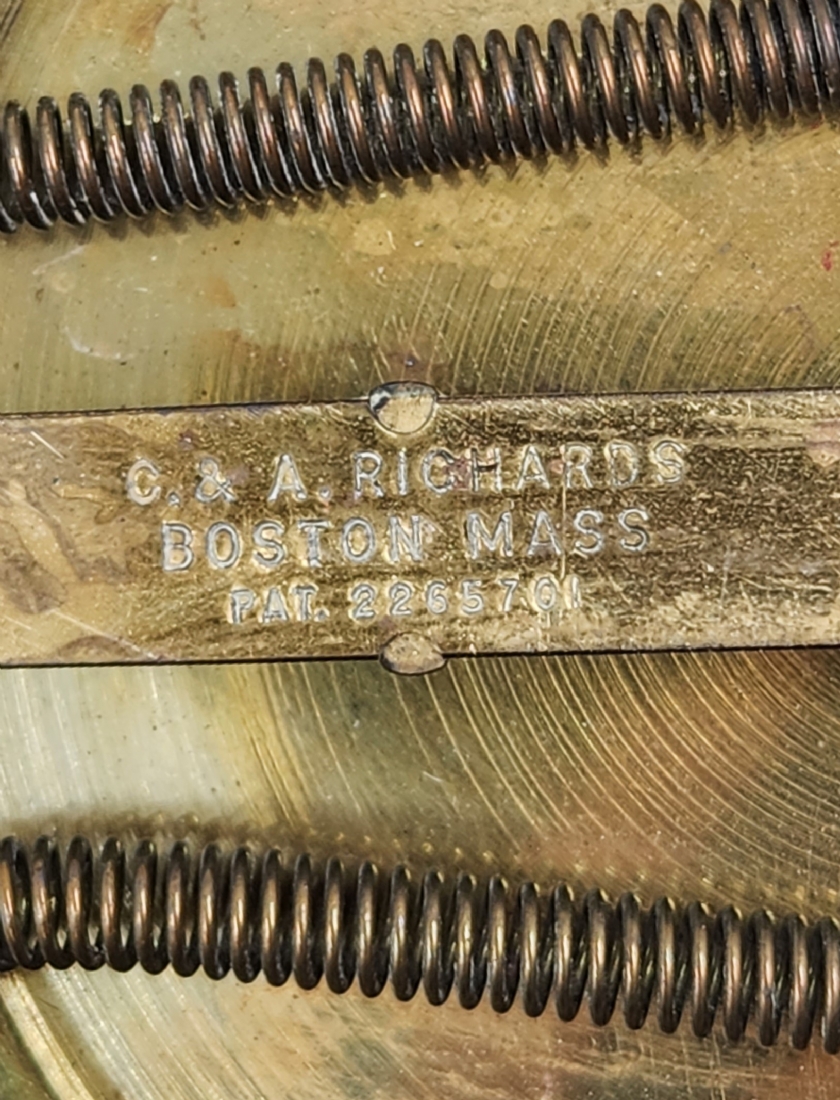 C. & A. RICHARDS
BOSTON MASS
PAT. 2265701